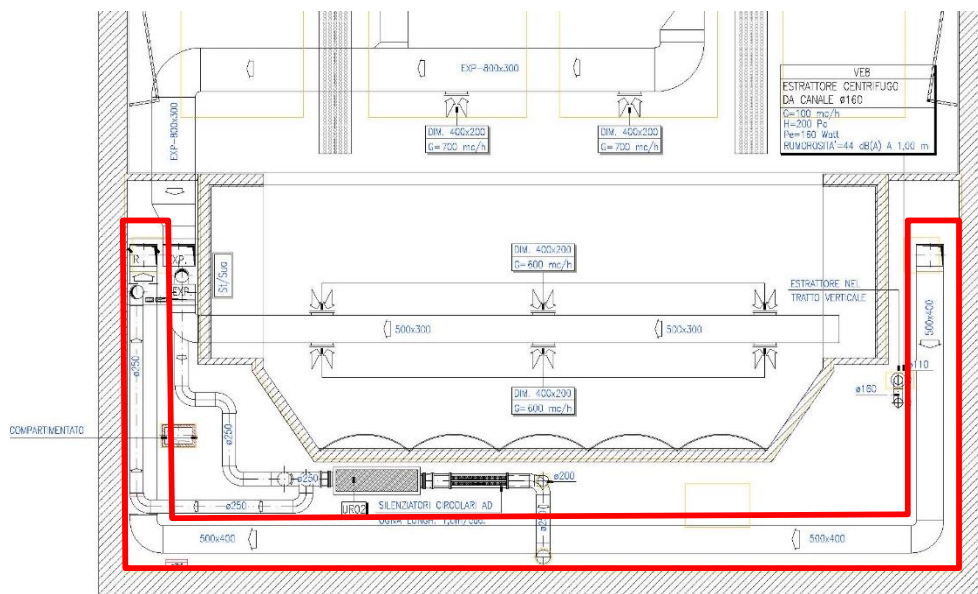 VE8
ESTRATTORE CENTRIFUGO
DA CANALE ø160
G=100 mc/h
H=200 Pa
Pe=160 Watt
RUMOROSITA'=44 dB(A) A 1,00 m
EXP-800x300
EXP-800x300
DIM. 400x200
G=700 mc/h
DIM. 400x200
G=700 mc/h
R
EXP.
EXP.
DIM. 400x200
G=600 mc/h
ESTRATTORE NEL
TRATTO VERTICALE
500x300
500x300
500x400
ø250
ø110
ø160
DIM. 400x200
G=600 mc/h
COMPARTIMENTATO
ø250
ø250
ø200
UR02
SILENZIATORI CIRCOLARI AD
ø250
500x400
500x400